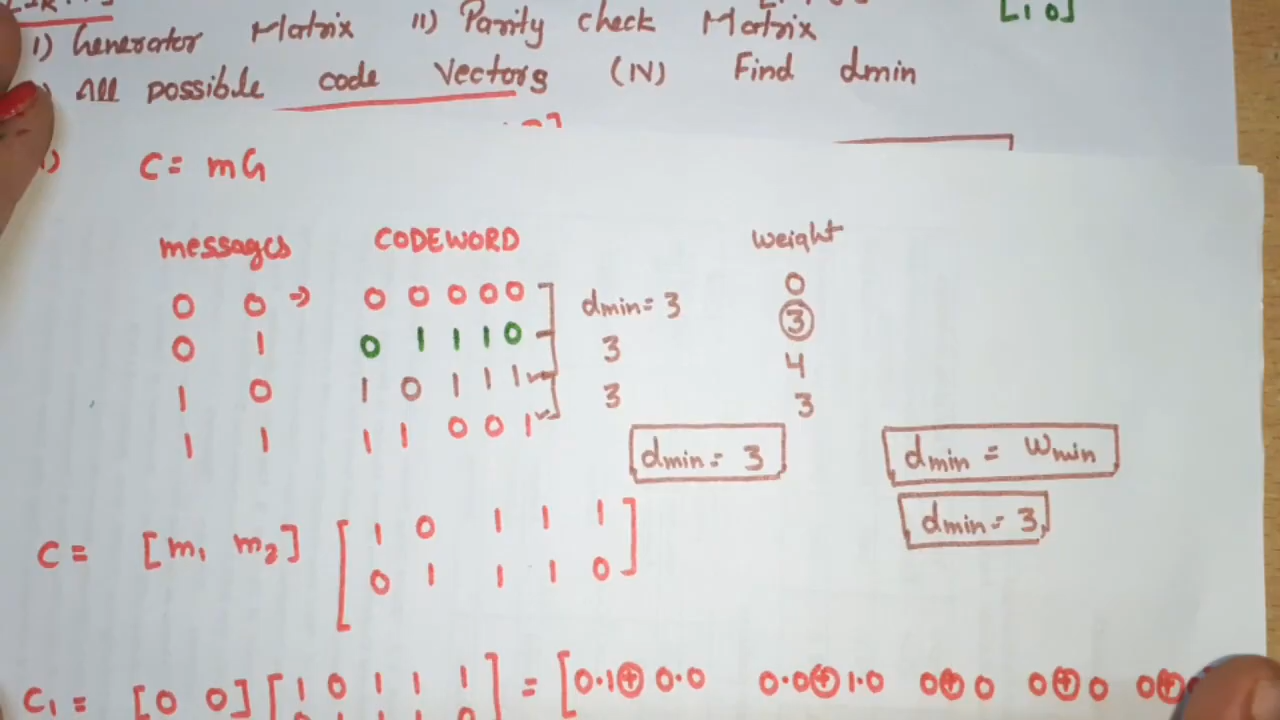 [1 0]
i) Generator Matrix ii) Parity check Matrix
All possible code Vectors (IV) Find dmin
C = mG
messages CODEWORD weight
0 0 → 0 0 0 0 0 dmin = 3 0
0 1 0 1 1 1 0 3 3
1 0 1 0 1 1 1 3 4
1 1 1 1 0 0 1 3
dmin = 3 dmin = Wmin
dmin = 3
C = [m1 m2] [1 0 1 1 1
0 1 1 1 0]
C1 = [0 0] [1 0 1 1 1] = [0.1 ⊕ 0.0 0.0 ⊕ 1.0 0 ⊕ 0 0 ⊕ 0 0 ⊕